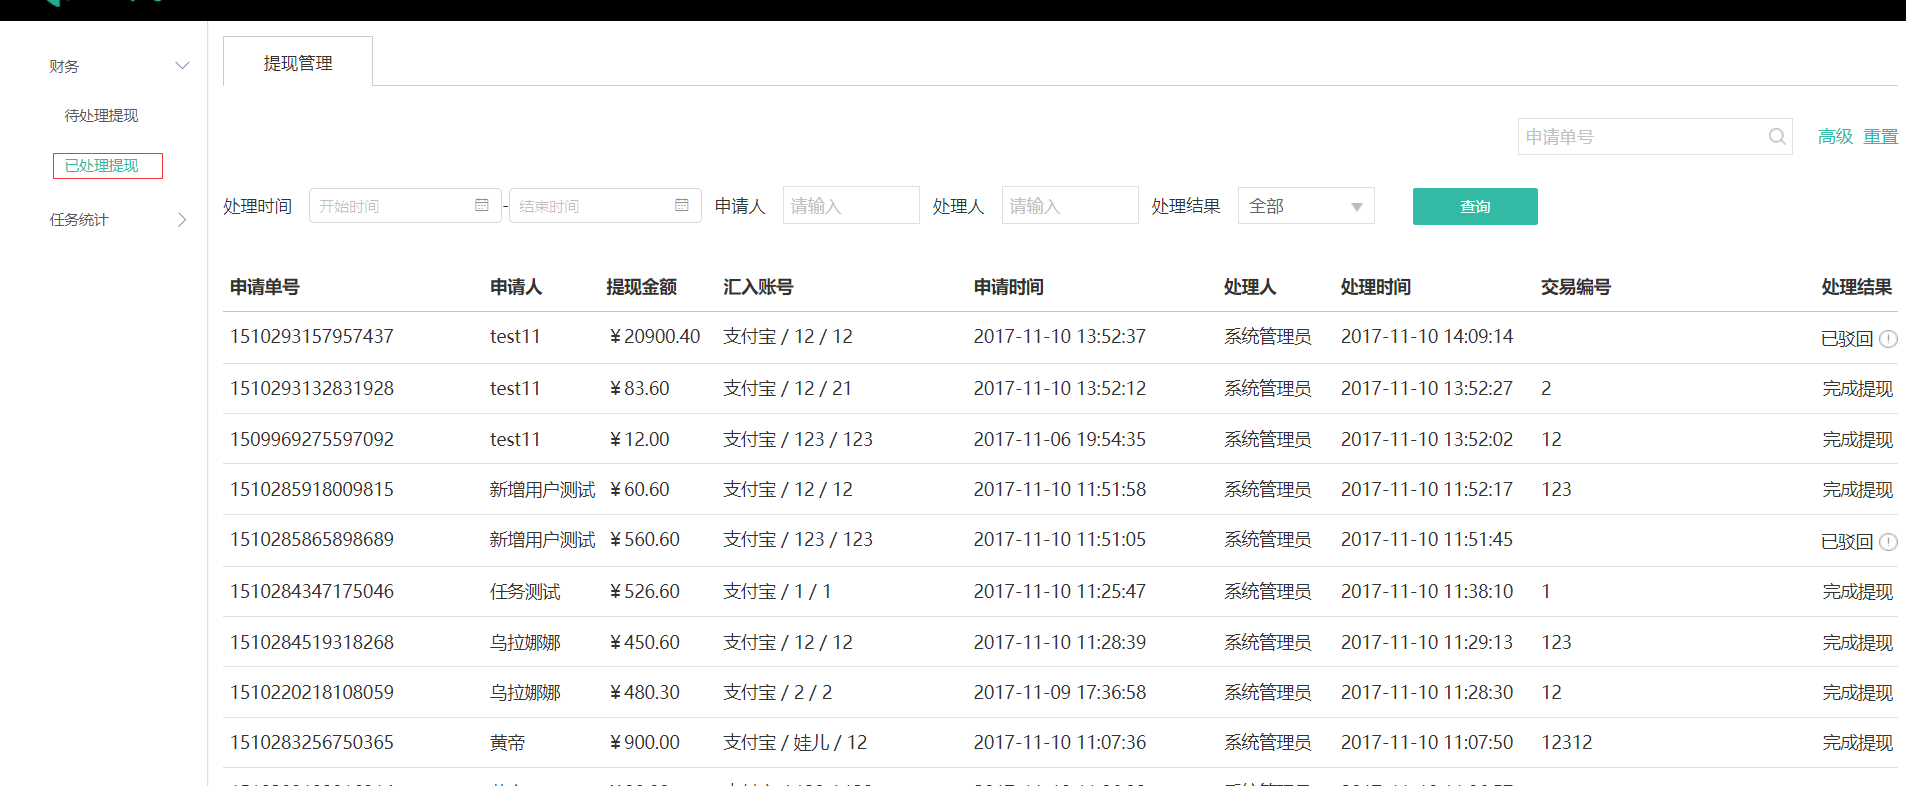 财务
待处理提现
已处理提现
任务统计
提现管理
申请单号 高级 重置
处理时间 开始时间 - 结束时间 申请人 请输入 处理人 请输入 处理结果 全部 查询
申请单号 申请人 提现金额 汇入账号 申请时间 处理人 处理时间 交易编号 处理结果
1510293157957437 test11 ¥20900.40 支付宝 / 12 / 12 2017-11-10 13:52:37 系统管理员 2017-11-10 14:09:14 已驳回
1510293132831928 test11 ¥83.60 支付宝 / 12 / 21 2017-11-10 13:52:12 系统管理员 2017-11-10 13:52:27 2 完成提现
1509969275597092 test11 ¥12.00 支付宝 / 123 / 123 2017-11-06 19:54:35 系统管理员 2017-11-10 13:52:02 12 完成提现
1510285918009815 新增用户测试 ¥60.60 支付宝 / 12 / 12 2017-11-10 11:51:58 系统管理员 2017-11-10 11:52:17 123 完成提现
1510285865898689 新增用户测试 ¥560.60 支付宝 / 123 / 123 2017-11-10 11:51:05 系统管理员 2017-11-10 11:51:45 已驳回
1510284347175046 任务测试 ¥526.60 支付宝 / 1 / 1 2017-11-10 11:25:47 系统管理员 2017-11-10 11:38:10 1 完成提现
1510284519318268 乌拉娜娜 ¥450.60 支付宝 / 12 / 12 2017-11-10 11:28:39 系统管理员 2017-11-10 11:29:13 123 完成提现
1510220218108059 乌拉娜娜 ¥480.30 支付宝 / 2 / 2 2017-11-09 17:36:58 系统管理员 2017-11-10 11:28:30 12 完成提现
1510283256750365 黄帝 ¥900.00 支付宝 / 娃儿 / 12 2017-11-10 11:07:36 系统管理员 2017-11-10 11:07:50 12312 完成提现